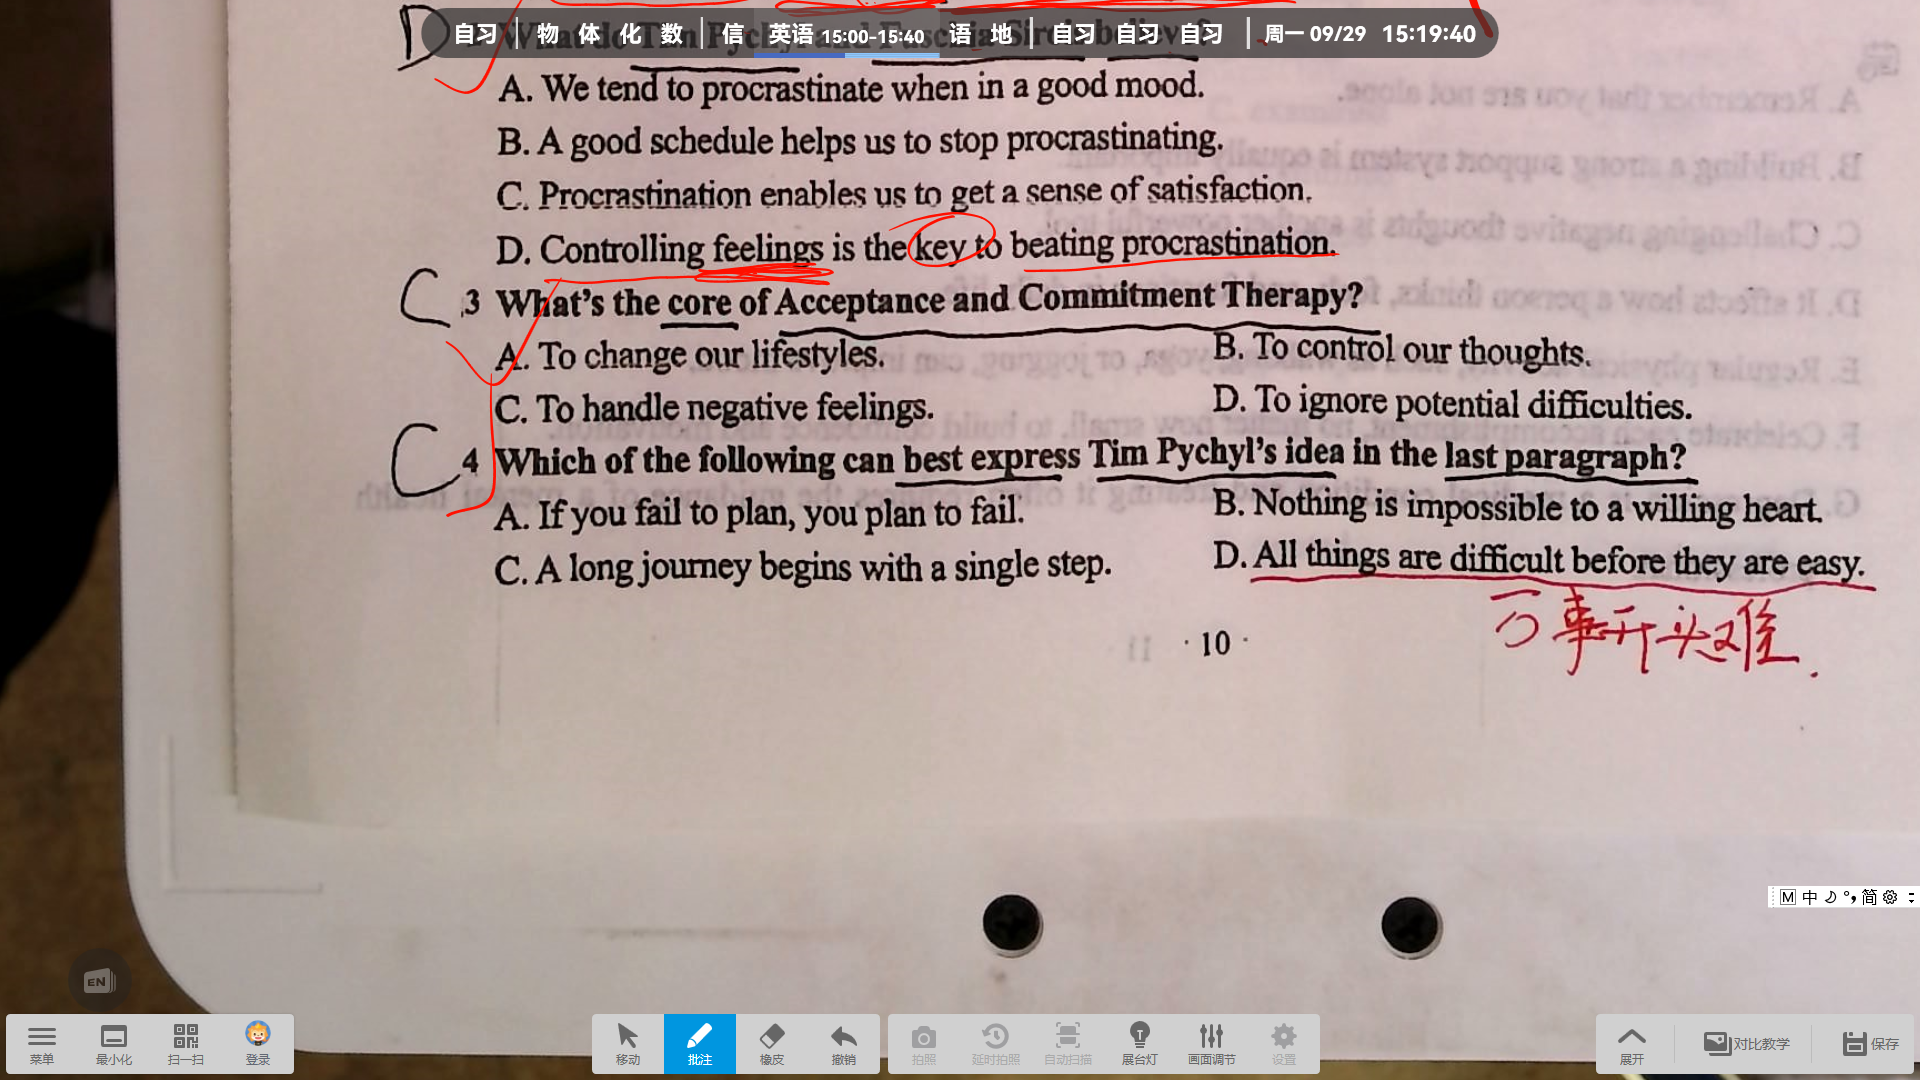 自习 物 体 化 数 信 英语 15:00-15:40 语 地 自习 自习 自习 周一 09/29 15:19:40
D
A. We tend to procrastinate when in a good mood.
B. A good schedule helps us to stop procrastinating.
C. Procrastination enables us to get a sense of satisfaction.
D. Controlling feelings is the key to beating procrastination.
C 3 What's the core of Acceptance and Commitment Therapy?
A. To change our lifestyles. B. To control our thoughts.
C. To handle negative feelings. D. To ignore potential difficulties.
C 4 Which of the following can best express Tim Pychyl's idea in the last paragraph?
A. If you fail to plan, you plan to fail. B. Nothing is impossible to a willing heart.
C. A long journey begins with a single step. D. All things are difficult before they are easy.
万事开头难.
· 10 ·
M 中 简
EN
菜单 最小化 扫一扫 登录 移动 批注 橡皮 撤销 拍照 延时拍照 自动扫描 展台灯 画面调节 设置 展开 对比教学 保存